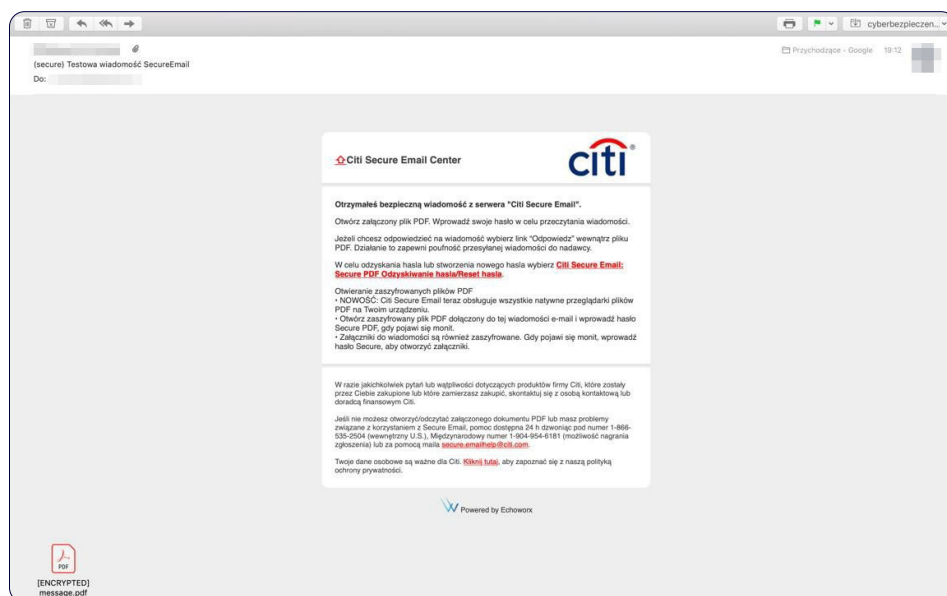 cyberbezpieczen...
Przychodzące - Google 19:12
(secure) Testowa wiadomość SecureEmail
Do:
Citi Secure Email Center
citi®
Otrzymałeś bezpieczną wiadomość z serwera "Citi Secure Email".
Otwórz załączony plik PDF. Wprowadź swoje hasło w celu przeczytania wiadomości.
Jeżeli chcesz odpowiedzieć na wiadomość wybierz link "Odpowiedz" wewnątrz pliku
PDF. Działanie to zapewni poufność przesyłanej wiadomości do nadawcy.
W celu odzyskania hasla lub stworzenia nowego hasla wybierz Citi Secure Email:
Secure PDF Odzyskiwanie hasla/Reset hasla.
Otwieranie zaszyfrowanych plików PDF
• NOWOŚĆ: Citi Secure Email teraz obsługuje wszystkie natywne przeglądarki plików
PDF na Twoim urządzeniu.
• Otwórz zaszyfrowany plik PDF dołączony do tej wiadomości e-mail i wprowadź hasło
Secure PDF, gdy pojawi się monit.
• Załączniki do wiadomości są również zaszyfrowane. Gdy pojawi się monit, wprowadź
hasło Secure, aby otworzyć załączniki.
W razie jakichkolwiek pytań lub wątpliwości dotyczących produktów firmy Citi, które zostały
przez Ciebie zakupione lub które zamierzasz zakupić, skontaktuj się z osobą kontaktową lub
doradcą finansowym Citi.
Jeśli nie możesz otworzyć/odczytać załączonego dokumentu PDF lub masz problemy
związane z korzystaniem z Secure Email, pomoc dostępna 24 h dzwoniąc pod numer 1-866-
535-2504 (wewnętrzny U.S.), Międzynarodowy numer 1-904-954-6181 (możliwość nagrania
zgłoszenia) lub za pomocą maila secure.emailhelp@citi.com.
Twoje dane osobowe są ważne dla Citi. Kliknij tutaj, aby zapoznać się z naszą polityką
ochrony prywatności.
Powered by Echoworx
PDF
[ENCRYPTED]
message.pdf